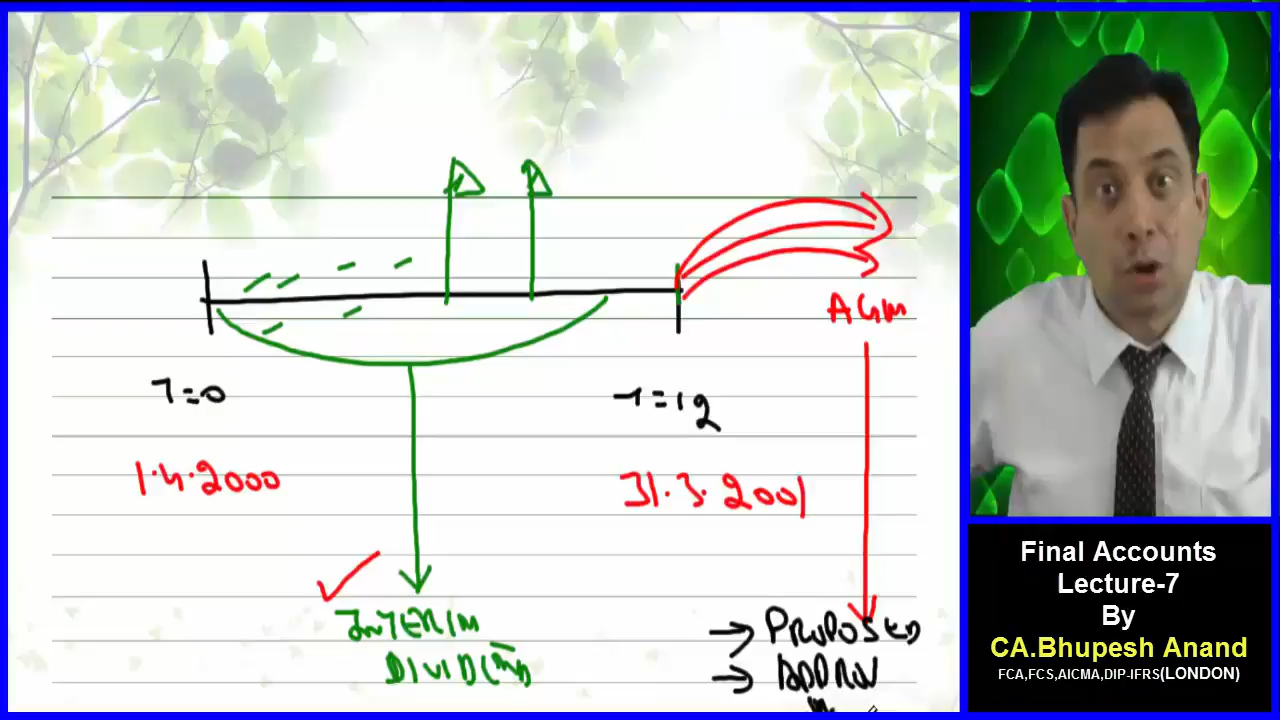 AGM
T=0
T=12
1.4.2000
31.3.2001
INTERIM
DIVIDEND
→ PROPOSED
→ APPROV
Final Accounts
Lecture-7
By
CA.Bhupesh Anand
FCA,FCS,AICMA,DIP-IFRS(LONDON)